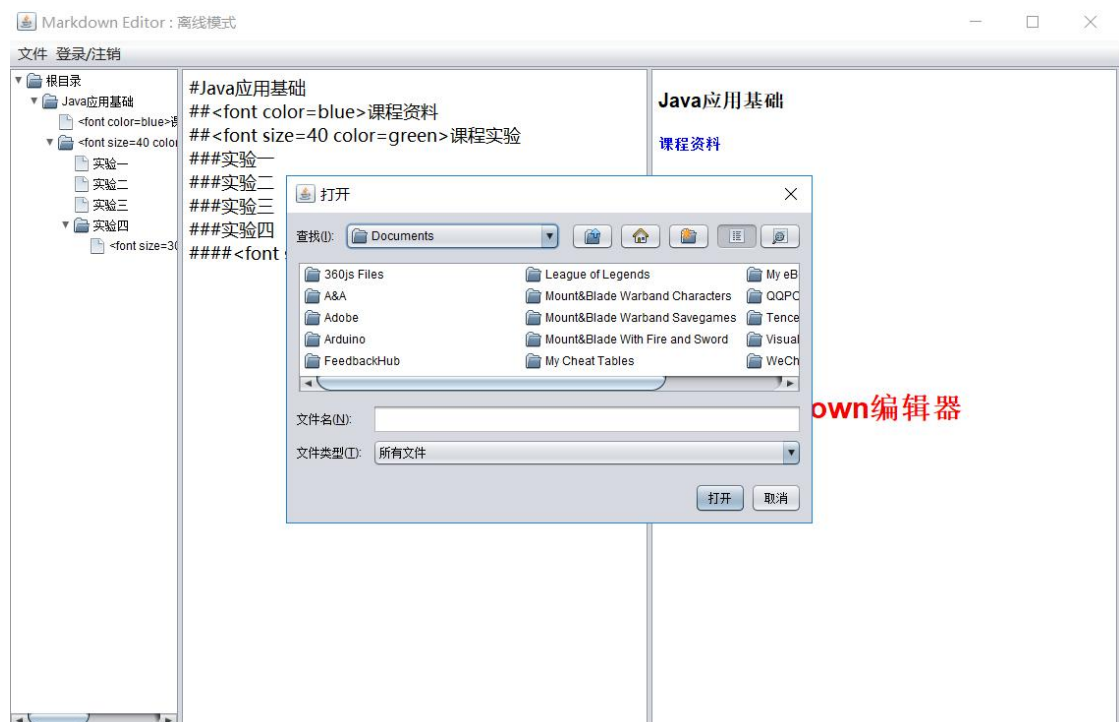 Markdown Editor : 离线模式
文件 登录/注销
根目录
Java应用基础
<font color=blue>课
<font size=40 color
实验一
实验二
实验三
实验四
<font size=30
#Java应用基础
##<font color=blue>课程资料
##<font size=40 color=green>课程实验
###实验一
###实验二
###实验三
###实验四
####<font s
Java应用基础
课程资料
own编辑器
打开
查找(I): Documents
360js Files
A&A
Adobe
Arduino
FeedbackHub
League of Legends
Mount&Blade Warband Characters
Mount&Blade Warband Savegames
Mount&Blade With Fire and Sword
My Cheat Tables
My eB
QQPC
Tence
Visual
WeCh
文件名(N):
文件类型(T): 所有文件
打开 取消